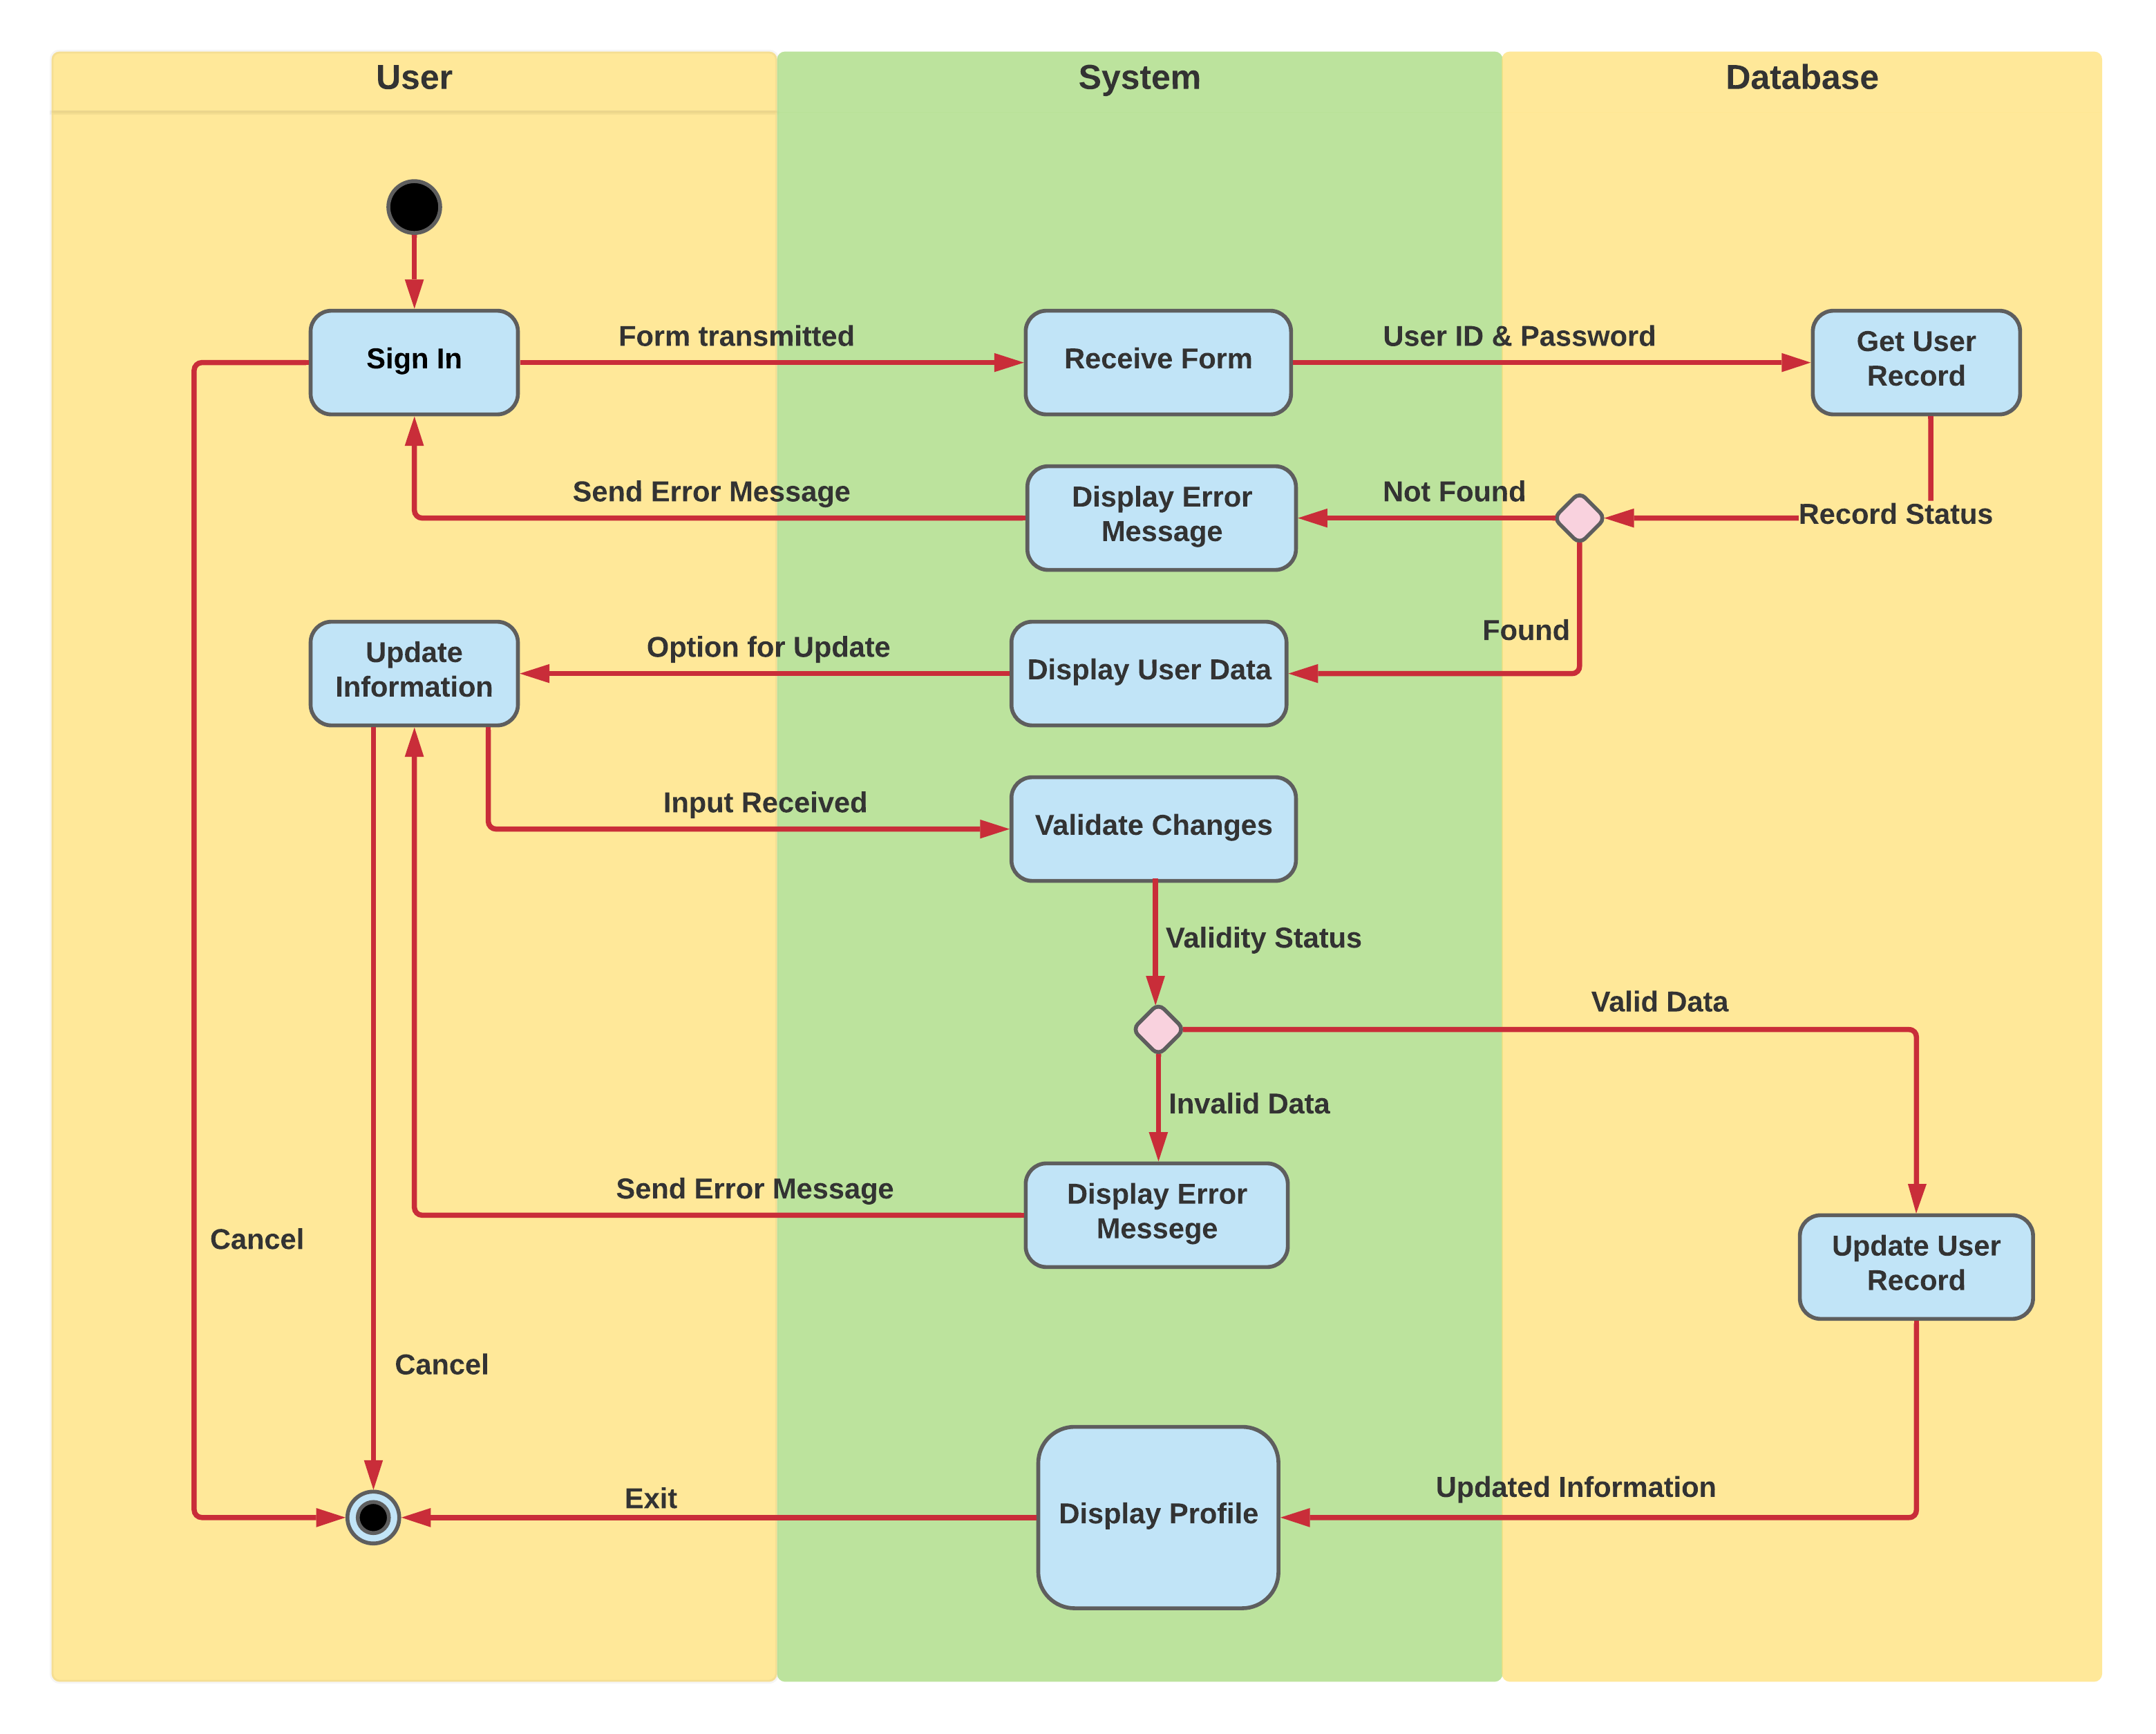 User
System
Database
Sign In
Form transmitted
Receive Form
User ID & Password
Get User
Record
Send Error Message
Display Error
Message
Not Found
Record Status
Found
Update
Information
Option for Update
Display User Data
Input Received
Validate Changes
Validity Status
Valid Data
Invalid Data
Send Error Message
Display Error
Messege
Update User
Record
Cancel
Cancel
Exit
Display Profile
Updated Information